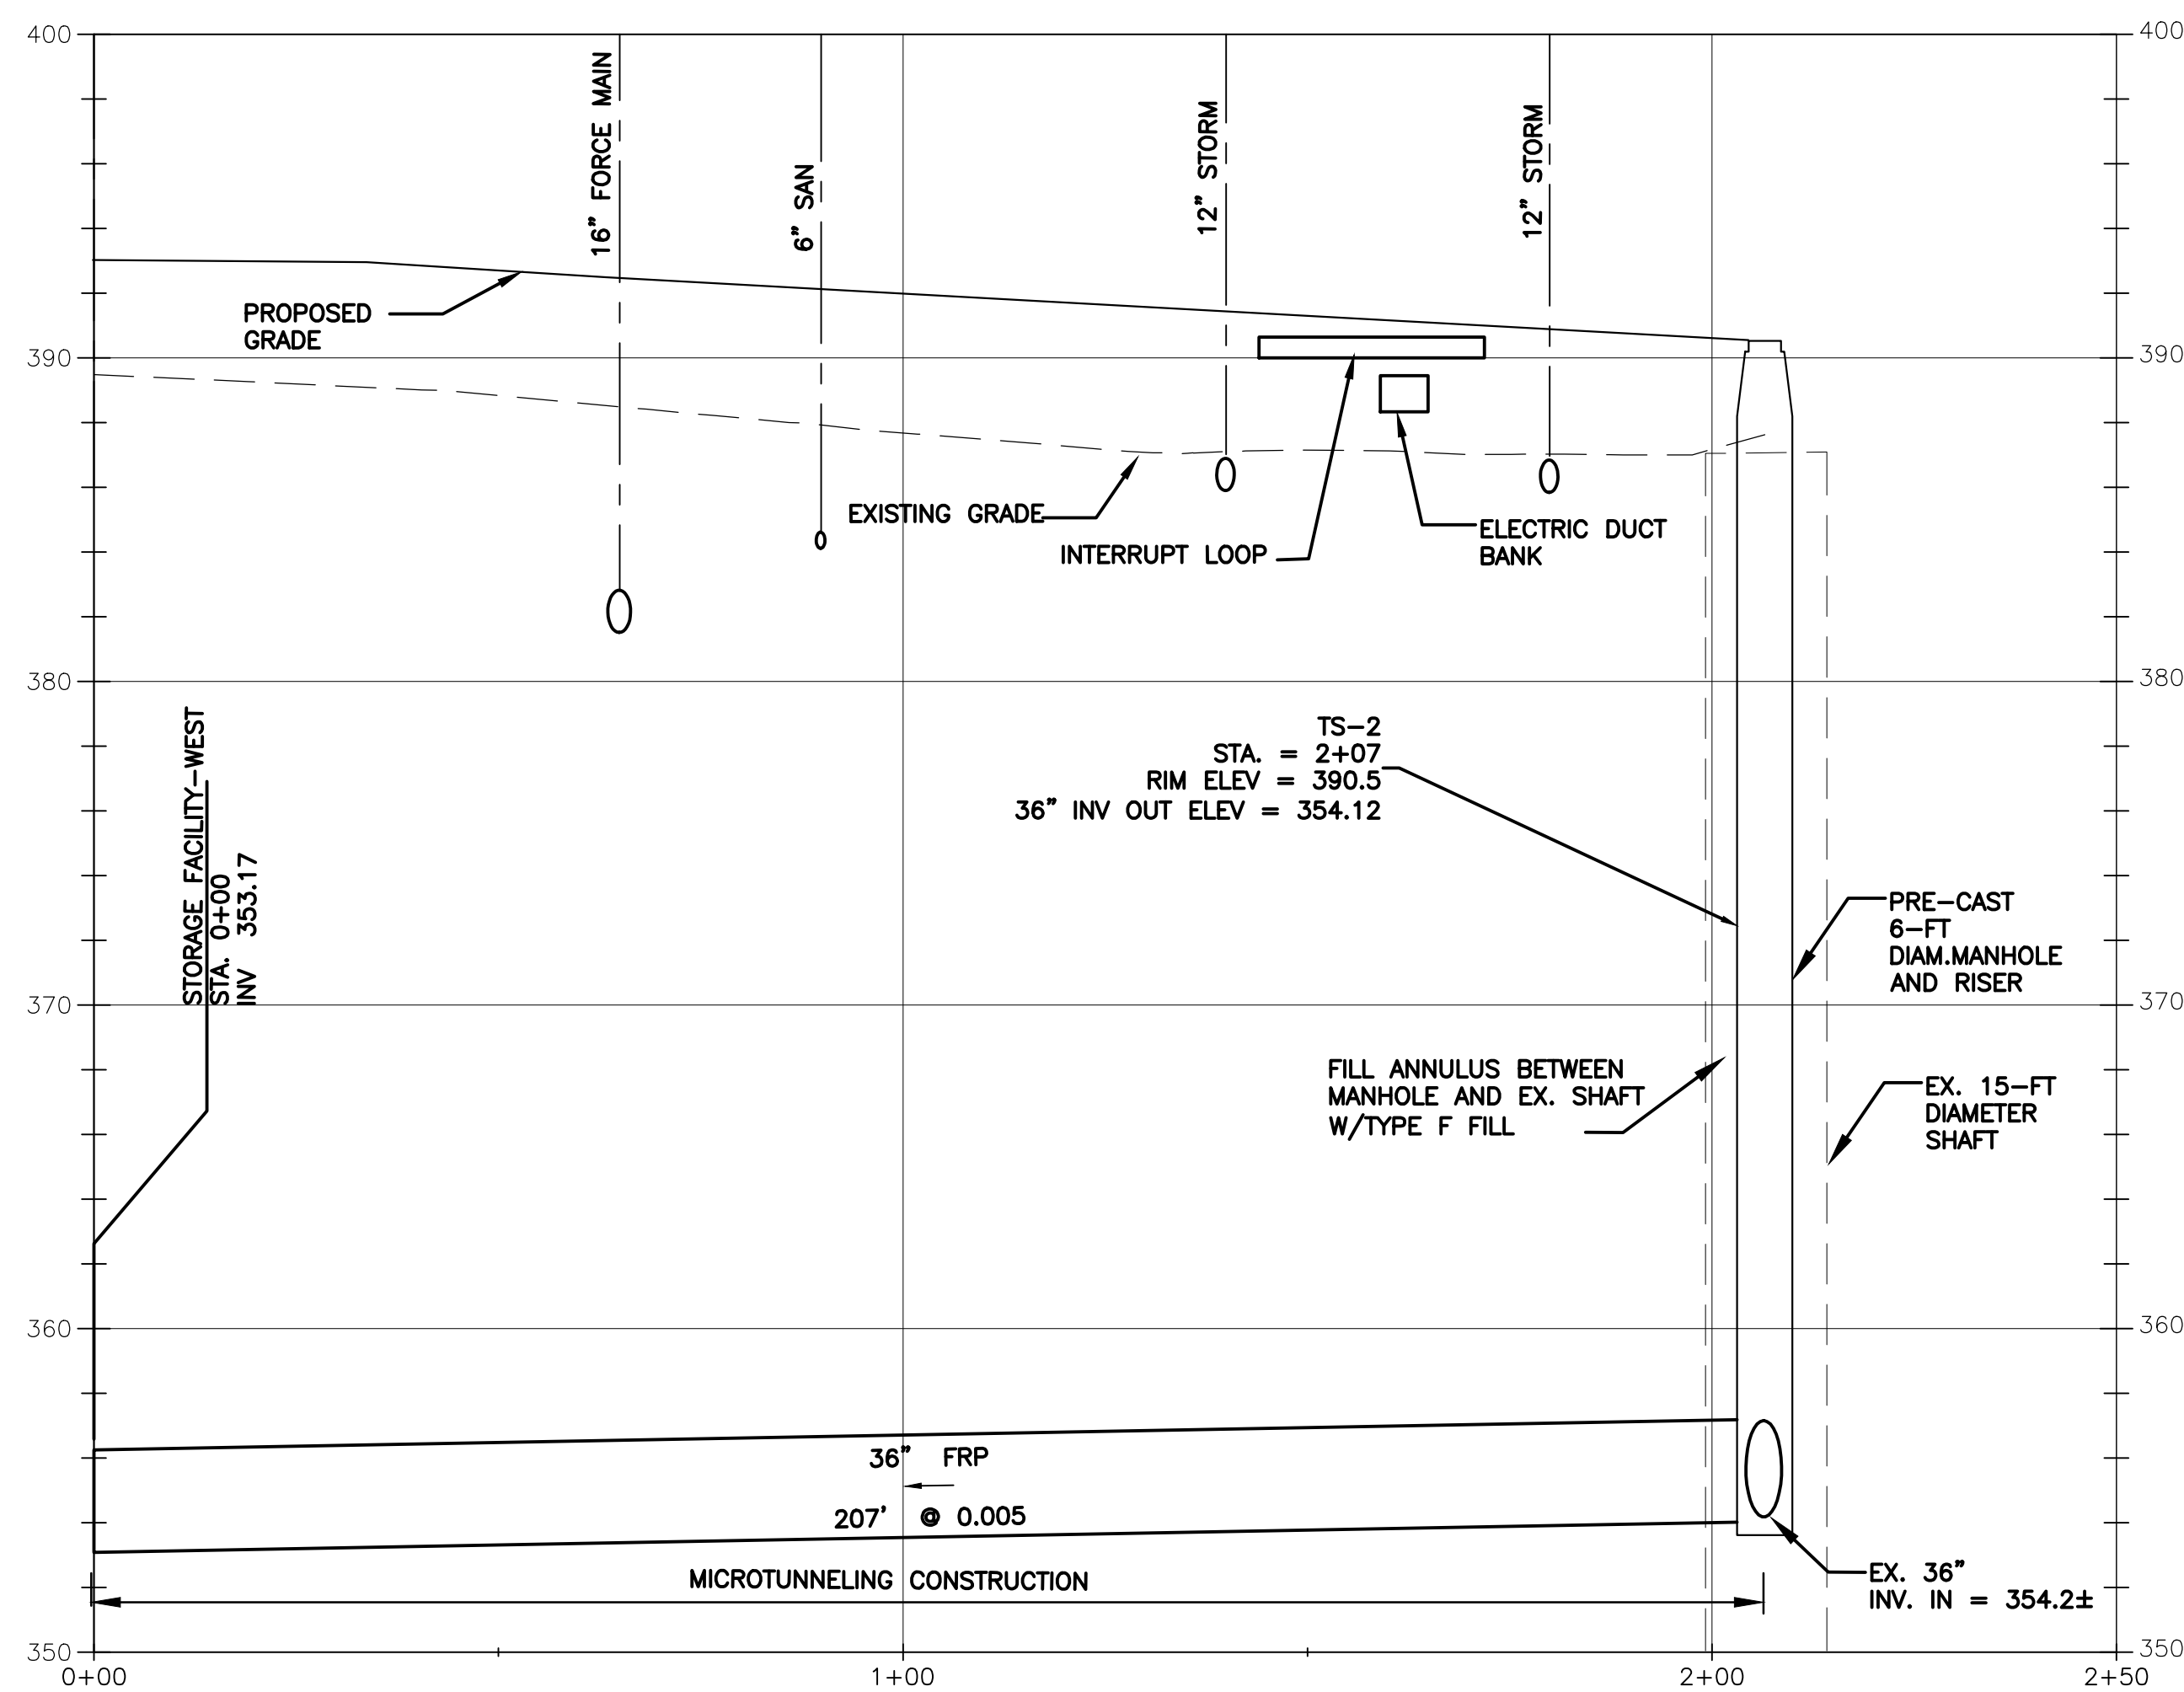 400
400
16" FORCE MAIN
6" SAN
12" STORM
12" STORM
PROPOSED
GRADE
390
390
EXISTING GRADE
INTERRUPT LOOP
ELECTRIC DUCT
BANK
380
380
STORAGE FACILITY-WEST
STA. 0+00
INV 353.17
TS-2
STA. = 2+07
RIM ELEV = 390.5
36" INV OUT ELEV = 354.12
PRE-CAST
6-FT
DIAM.MANHOLE
AND RISER
370
370
FILL ANNULUS BETWEEN
MANHOLE AND EX. SHAFT
W/TYPE F FILL
EX. 15-FT
DIAMETER
SHAFT
360
360
36" FRP
207' @ 0.005
MICROTUNNELING CONSTRUCTION
EX. 36"
INV. IN = 354.2±
350
350
0+00
1+00
2+00
2+50